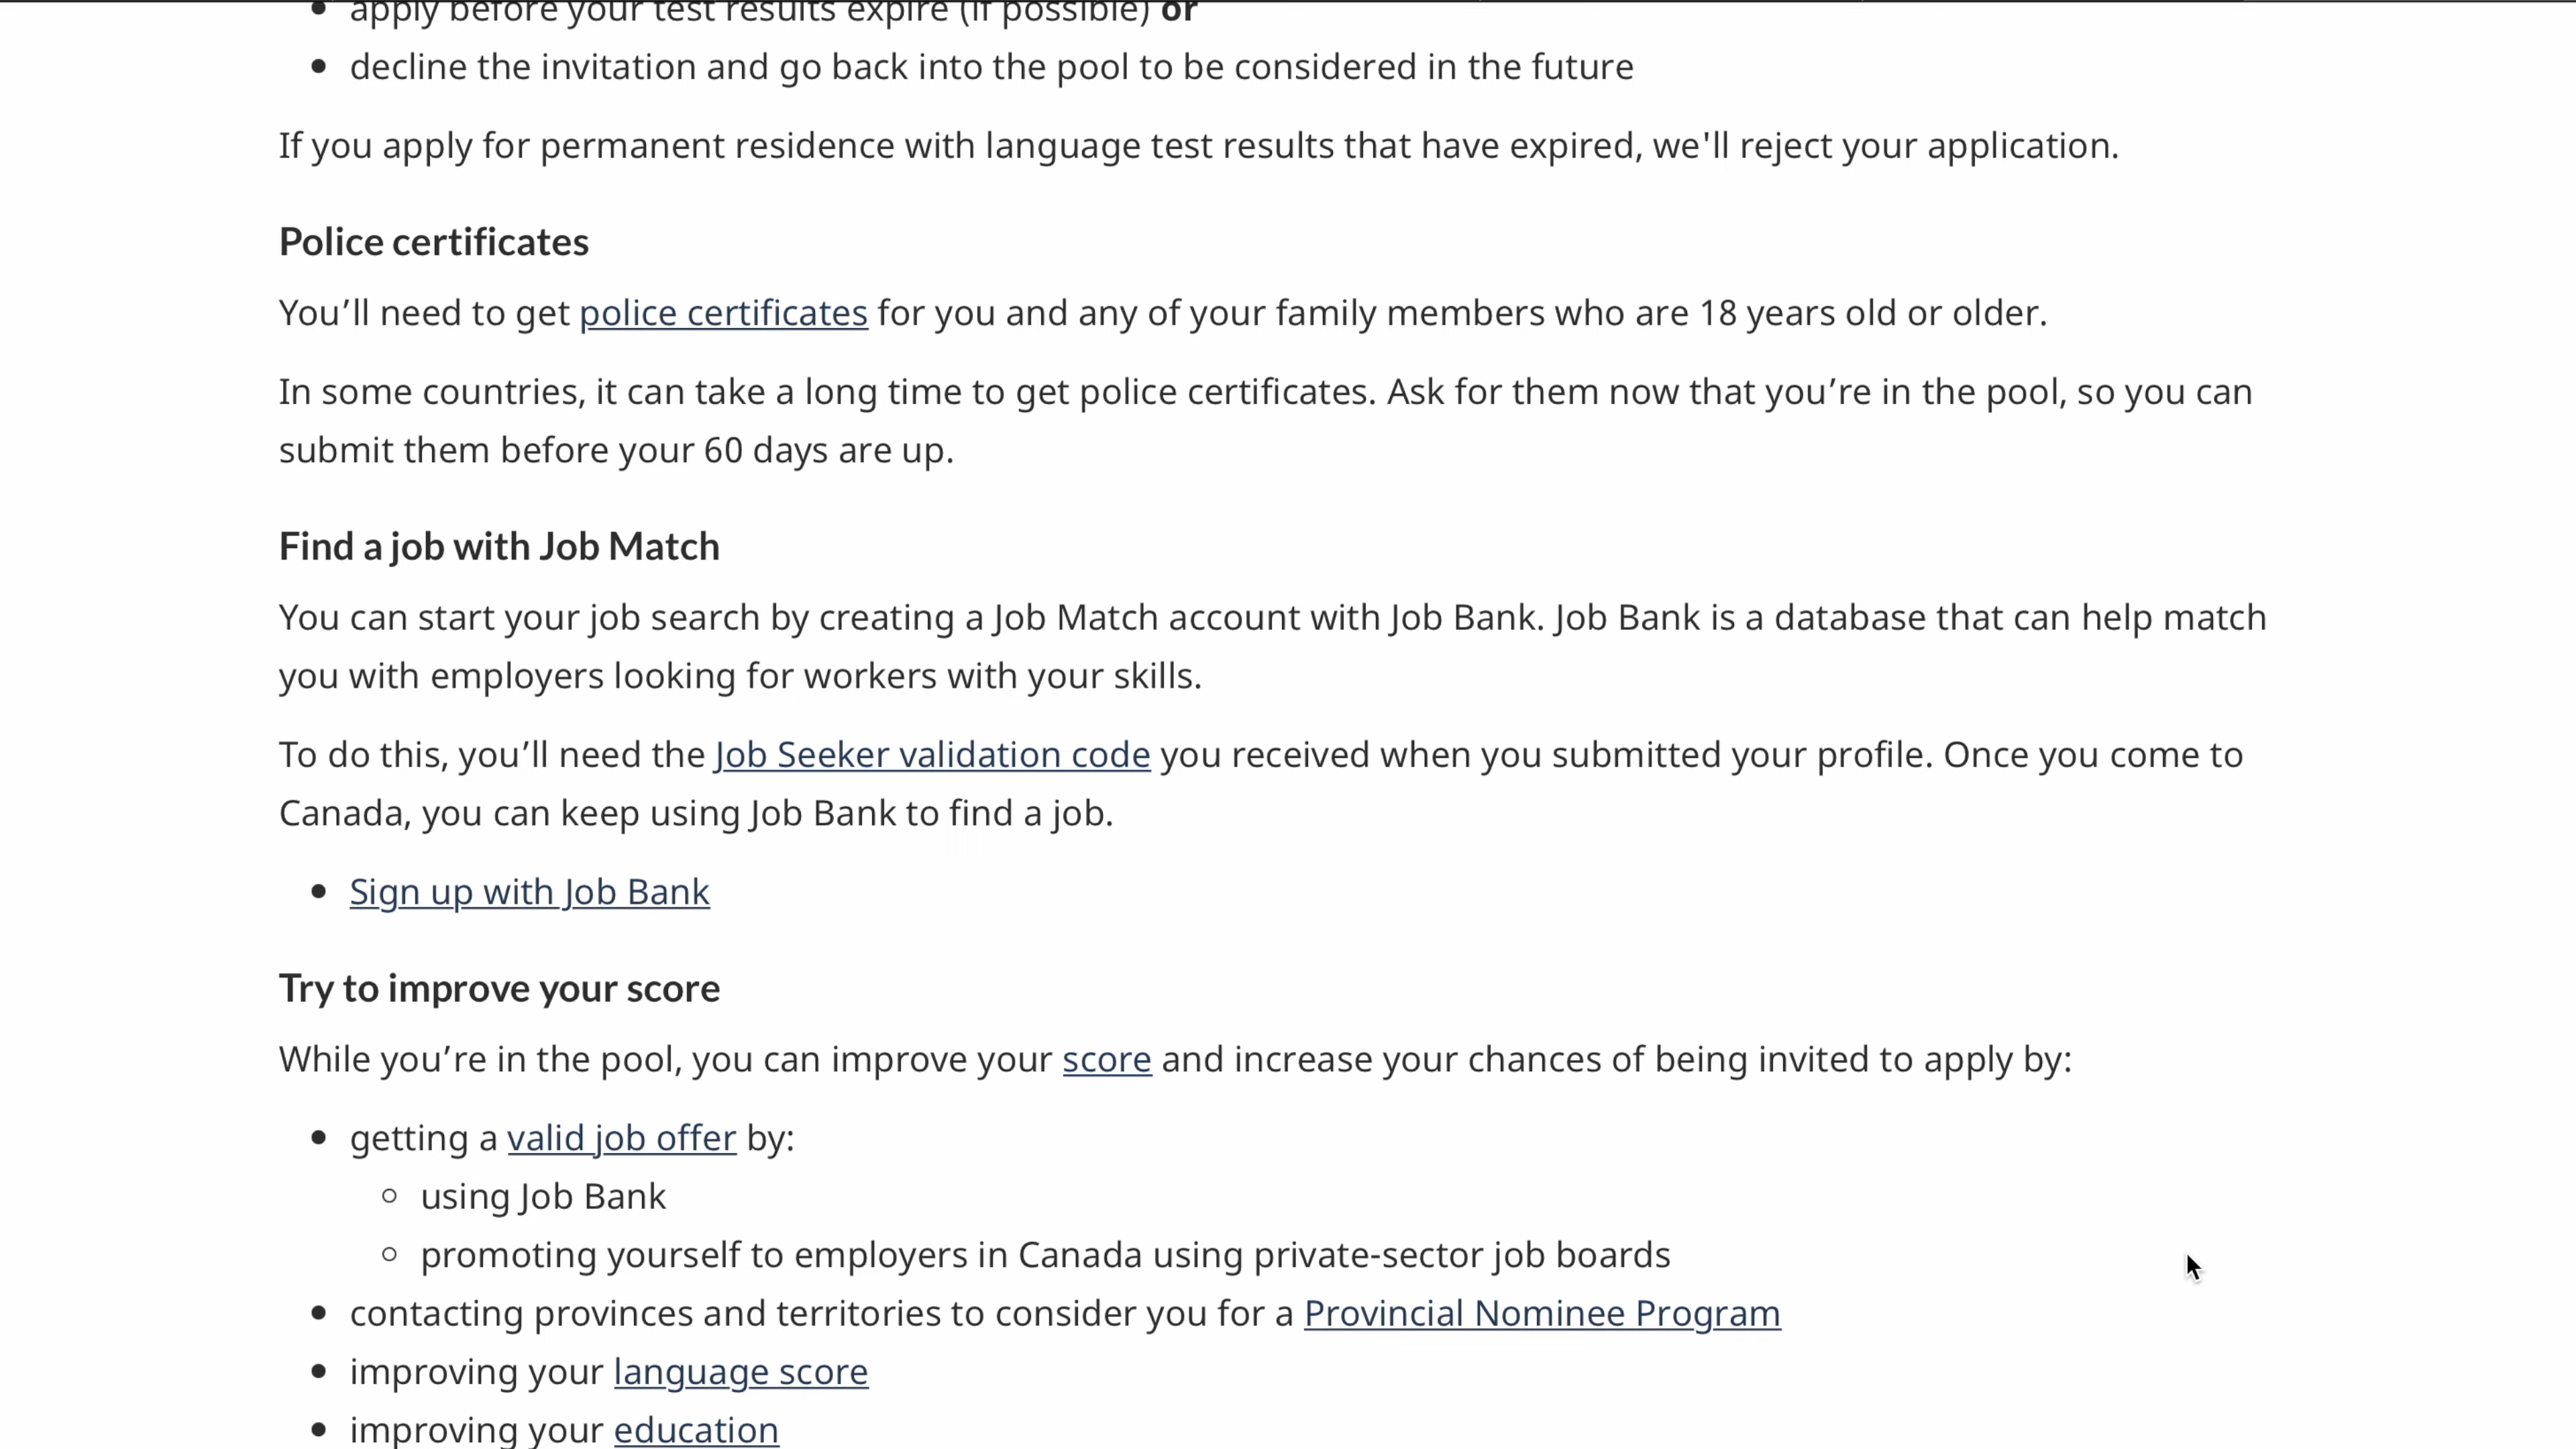 • apply before your test results expire (if possible) or
• decline the invitation and go back into the pool to be considered in the future
If you apply for permanent residence with language test results that have expired, we'll reject your application.
Police certificates
You’ll need to get police certificates for you and any of your family members who are 18 years old or older.
In some countries, it can take a long time to get police certificates. Ask for them now that you’re in the pool, so you can
submit them before your 60 days are up.
Find a job with Job Match
You can start your job search by creating a Job Match account with Job Bank. Job Bank is a database that can help match
you with employers looking for workers with your skills.
To do this, you’ll need the Job Seeker validation code you received when you submitted your profile. Once you come to
Canada, you can keep using Job Bank to find a job.
• Sign up with Job Bank
Try to improve your score
While you’re in the pool, you can improve your score and increase your chances of being invited to apply by:
• getting a valid job offer by:
○ using Job Bank
○ promoting yourself to employers in Canada using private-sector job boards
• contacting provinces and territories to consider you for a Provincial Nominee Program
• improving your language score
• improving your education